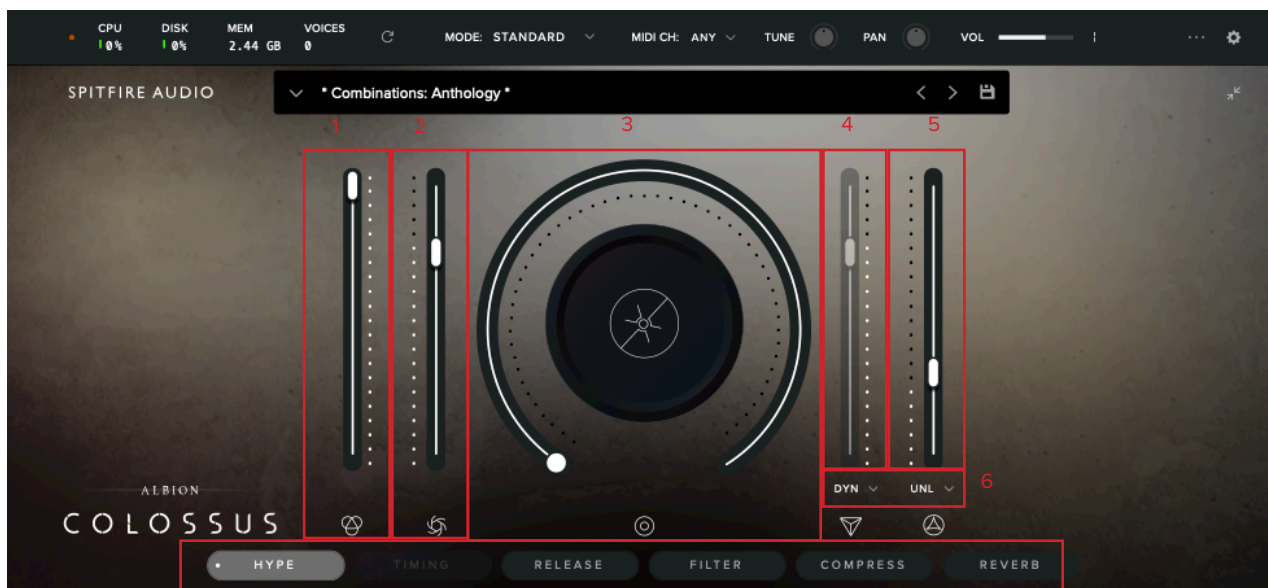 CPU DISK MEM VOICES
0% 0% 2.44 GB 0
MODE: STANDARD MIDI CH: ANY TUNE PAN VOL
SPITFIRE AUDIO
* Combinations: Anthology *
1 2 3 4 5
DYN UNL 6
ALBION
COLOSSUS
HYPE TIMING RELEASE FILTER COMPRESS REVERB